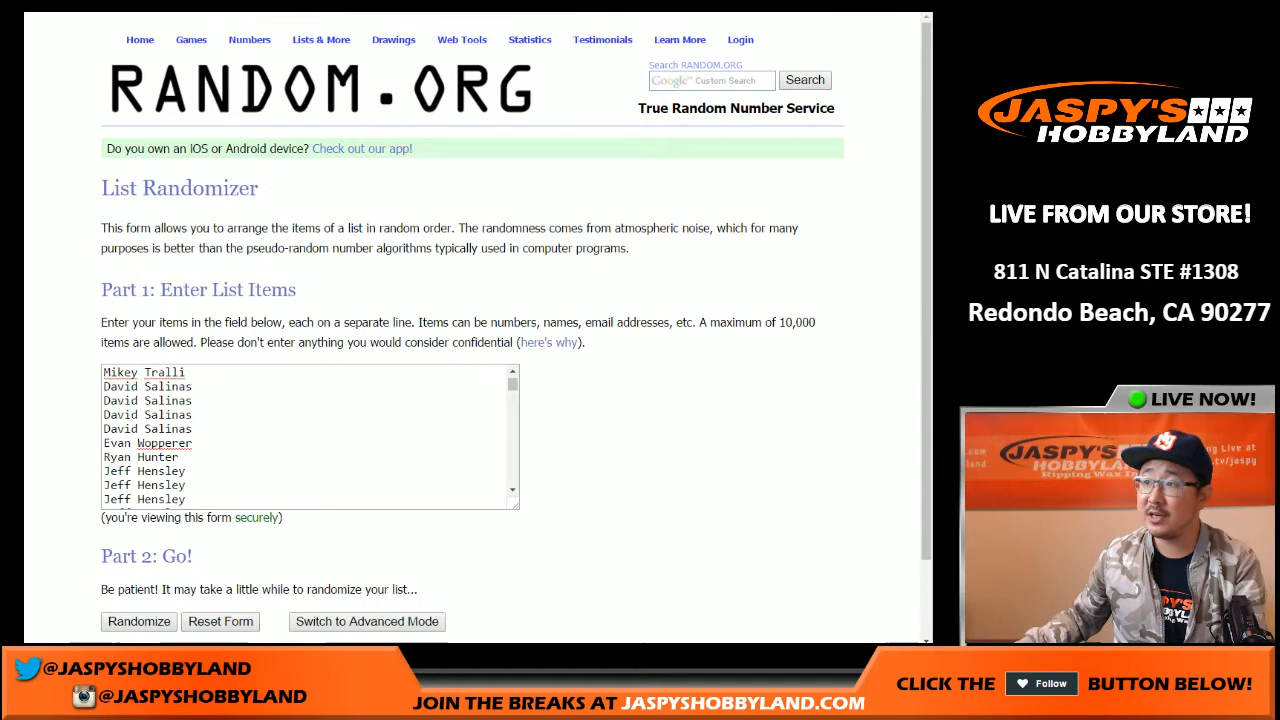 Home Games Numbers Lists & More Drawings Web Tools Statistics Testimonials Learn More Login
RANDOM.ORG
Search RANDOM.ORG
Google™ Custom Search Search
True Random Number Service
Do you own an iOS or Android device? Check out our app!
List Randomizer
This form allows you to arrange the items of a list in random order. The randomness comes from atmospheric noise, which for many
purposes is better than the pseudo-random number algorithms typically used in computer programs.
Part 1: Enter List Items
Enter your items in the field below, each on a separate line. Items can be numbers, names, email addresses, etc. A maximum of 10,000
items are allowed. Please don't enter anything you would consider confidential (here's why).
Mikey Tralli
David Salinas
David Salinas
David Salinas
David Salinas
Evan Wopperer
Ryan Hunter
Jeff Hensley
Jeff Hensley
Jeff Hensley
(you're viewing this form securely)
Part 2: Go!
Be patient! It may take a little while to randomize your list...
Randomize Reset Form Switch to Advanced Mode
JASPY'S
HOBBYLAND
LIVE FROM OUR STORE!
811 N Catalina STE #1308
Redondo Beach, CA 90277
LIVE NOW!
JASPY'S
HOBBYLAND
Ripping Wax
@JASPYSHOBBYLAND
@JASPYSHOBBYLAND
JOIN THE BREAKS AT JASPYSHOBBYLAND.COM
CLICK THE Follow BUTTON BELOW!